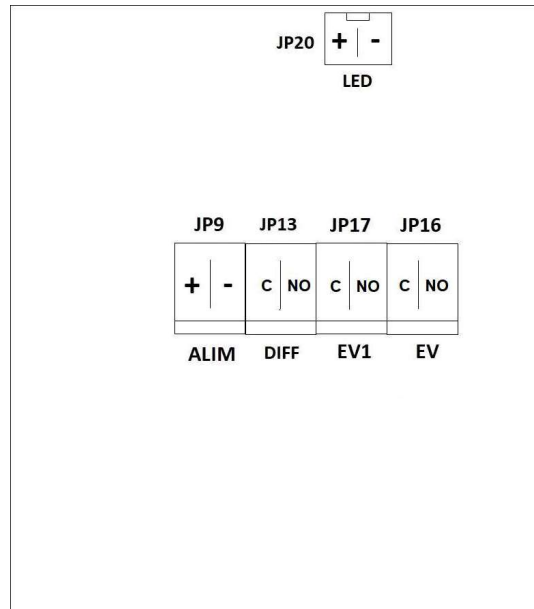 JP20 + -
LED
JP9 JP13 JP17 JP16
+ - C NO C NO C NO
ALIM DIFF EV1 EV